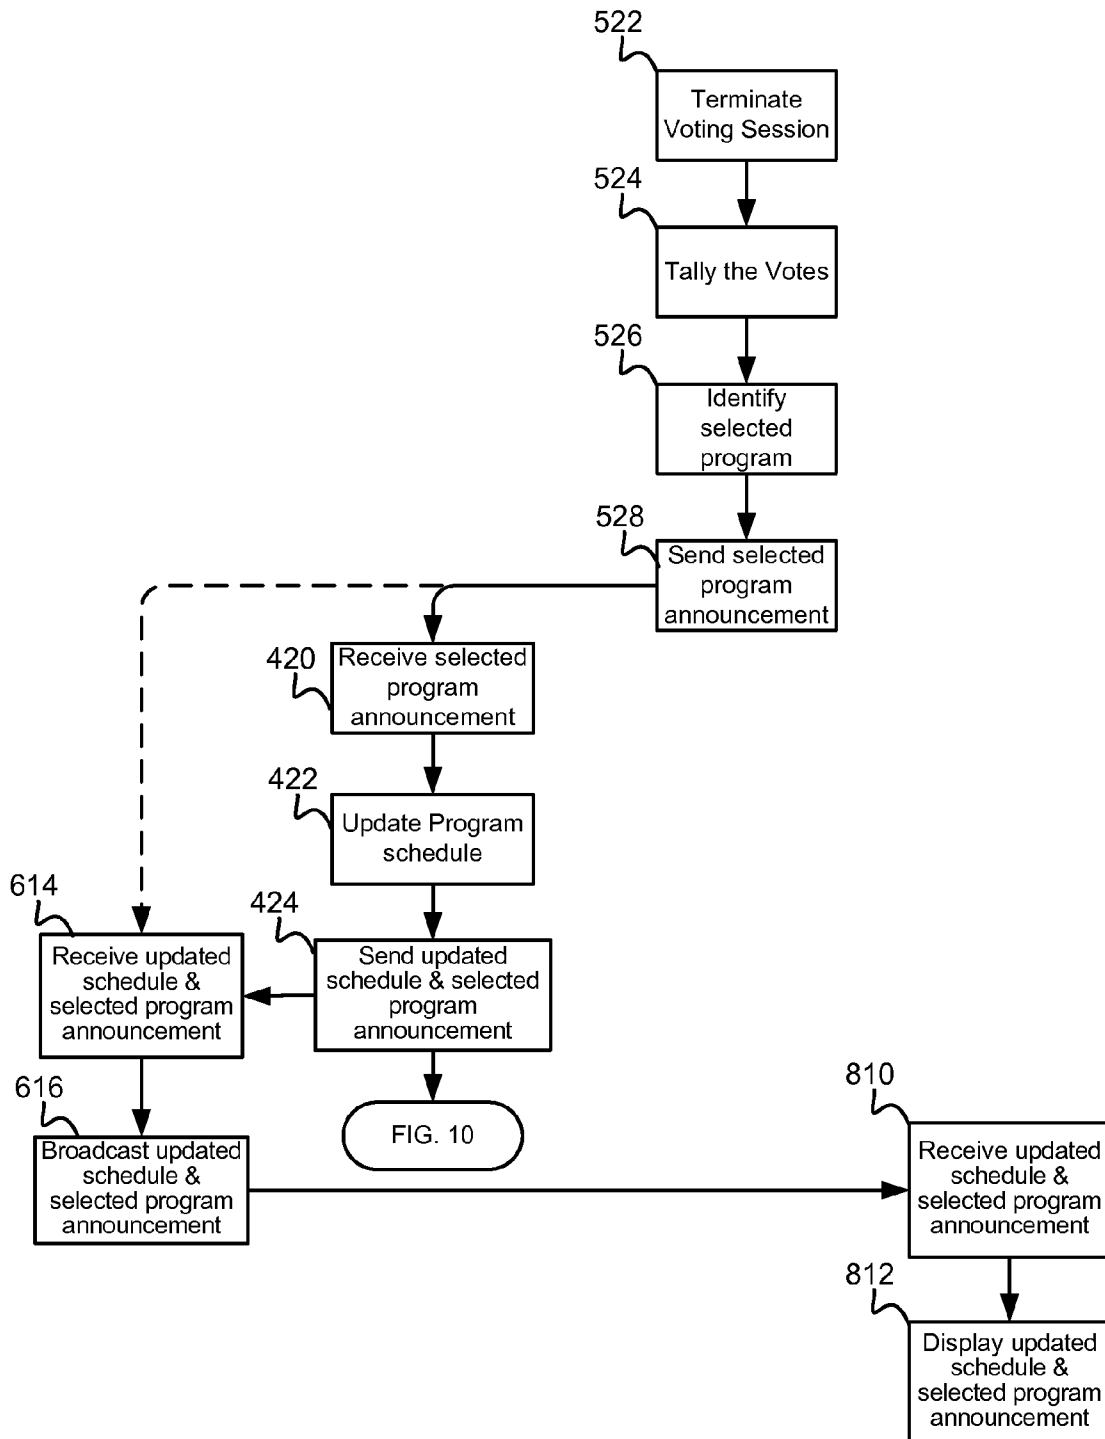 522
Terminate
Voting Session
524
Tally the Votes
526
Identify
selected
program
528
Send selected
program
announcement
420
Receive selected
program
announcement
422
Update Program
schedule
614
Receive updated
schedule &
selected program
announcement
424
Send updated
schedule & selected
program
announcement
616
Broadcast updated
schedule &
selected program
announcement
FIG. 10
810
Receive updated
schedule &
selected program
announcement
812
Display updated
schedule &
selected program
announcement